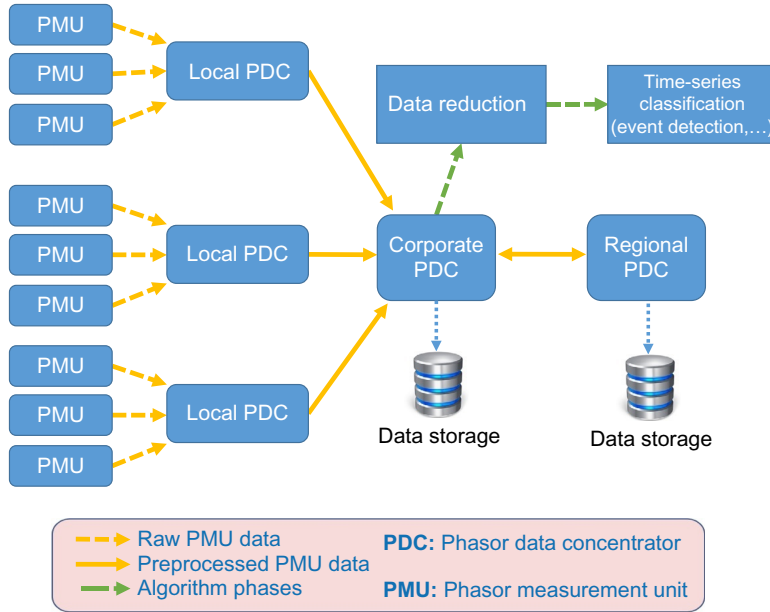 PMU
PMU
PMU
Local PDC
Data reduction
Time-series
classification
(event detection,...)
PMU
PMU
PMU
Local PDC
Corporate
PDC
Regional
PDC
PMU
PMU
PMU
Local PDC
Data storage
Data storage
Raw PMU data
Preprocessed PMU data
Algorithm phases
PDC: Phasor data concentrator
PMU: Phasor measurement unit